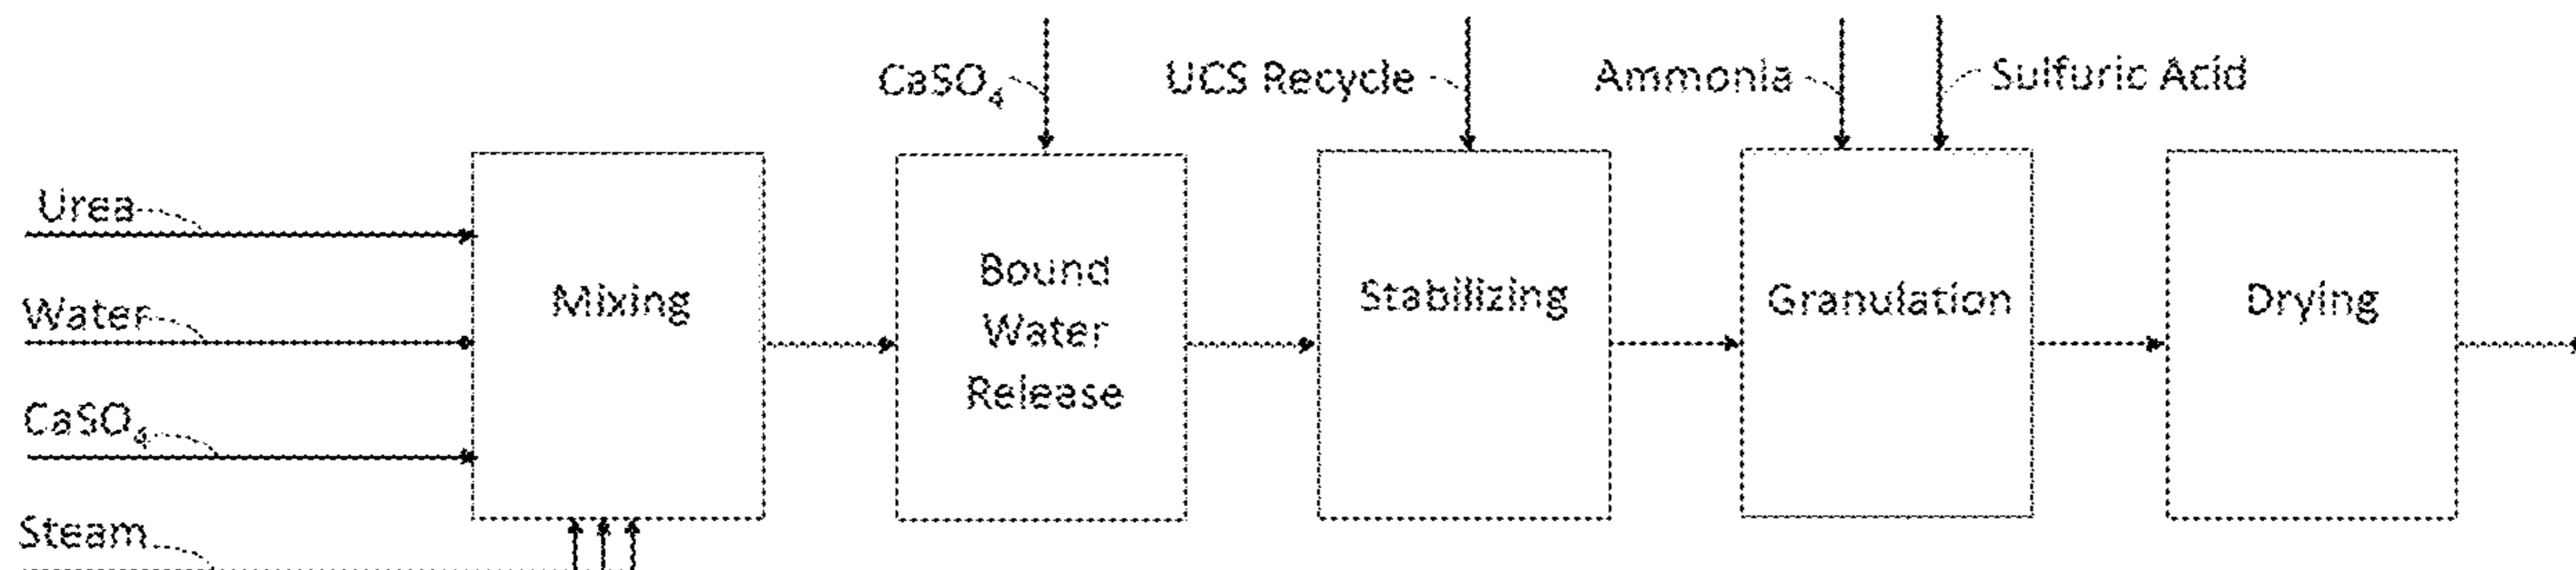 CaSO₄
UCS Recycle
Ammonia
Sulfuric Acid
Urea
Water
CaSO₄
Steam
Mixing
Bound
Water
Release
Stabilizing
Granulation
Drying